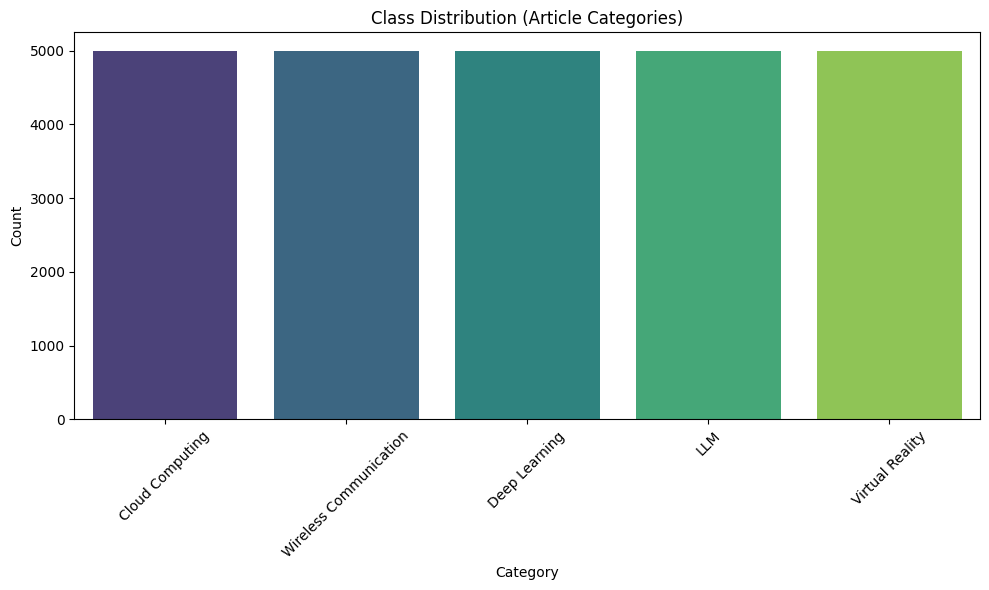 Class Distribution (Article Categories)
Count
5000
4000
3000
2000
1000
0
Cloud Computing
Wireless Communication
Deep Learning
LLM
Virtual Reality
Category